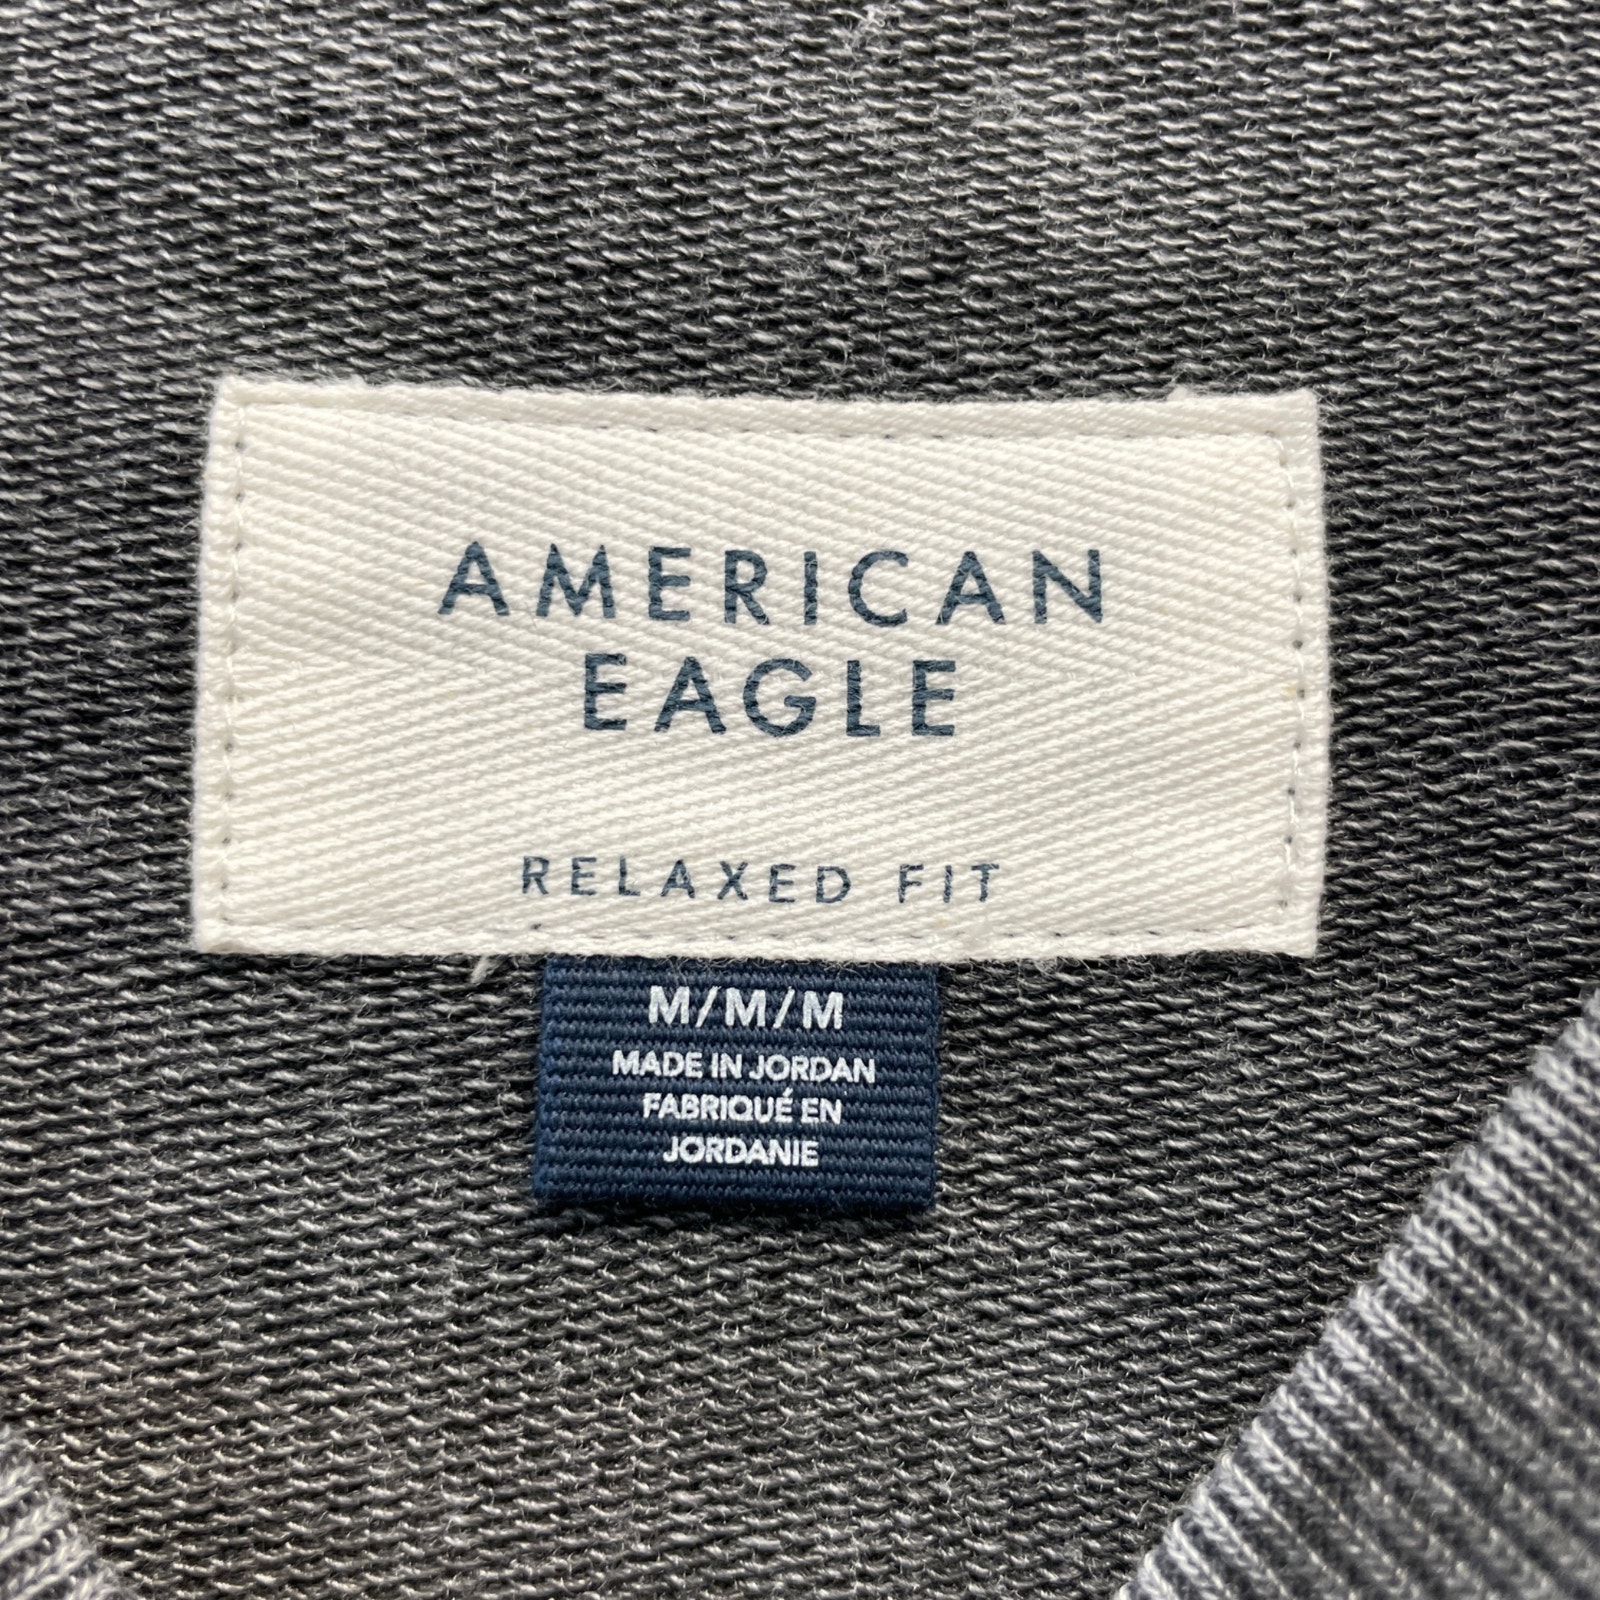 AMERICAN
EAGLE
RELAXED FIT
M/M/M
MADE IN JORDAN
FABRIQUÉ EN
JORDANIE